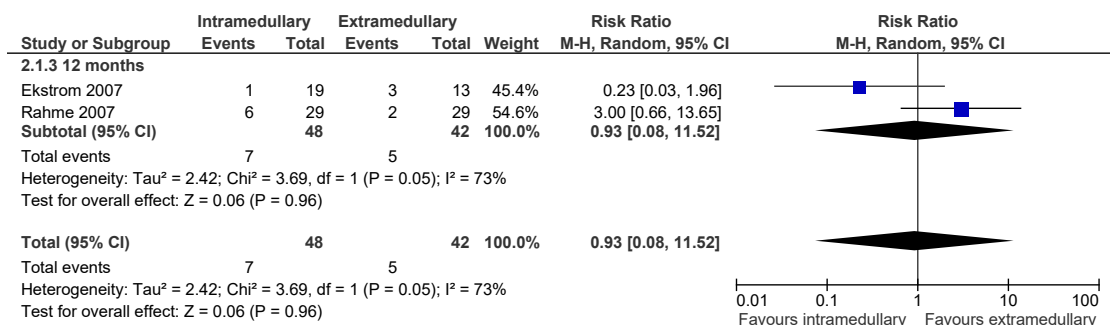 Intramedullary Extramedullary Risk Ratio Risk Ratio
Study or Subgroup Events Total Events Total Weight M-H, Random, 95% CI M-H, Random, 95% CI
2.1.3 12 months
Ekstrom 2007 1 19 3 13 45.4% 0.23 [0.03, 1.96]
Rahme 2007 6 29 2 29 54.6% 3.00 [0.66, 13.65]
Subtotal (95% CI) 48 42 100.0% 0.93 [0.08, 11.52]
Total events 7 5
Heterogeneity: Tau² = 2.42; Chi² = 3.69, df = 1 (P = 0.05); I² = 73%
Test for overall effect: Z = 0.06 (P = 0.96)
Total (95% CI) 48 42 100.0% 0.93 [0.08, 11.52]
Total events 7 5
Heterogeneity: Tau² = 2.42; Chi² = 3.69, df = 1 (P = 0.05); I² = 73%
Test for overall effect: Z = 0.06 (P = 0.96)
0.01 0.1 1 10 100
Favours intramedullary Favours extramedullary